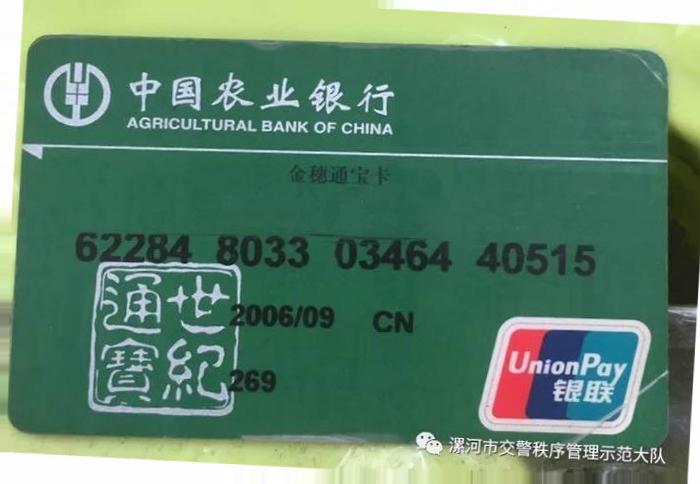 中国农业银行
AGRICULTURAL BANK OF CHINA
金穗通宝卡
62284 8033 03464 40515
2006/09 CN
269
世纪
通寶
UnionPay
银联
漯河市交警秩序管理示范大队